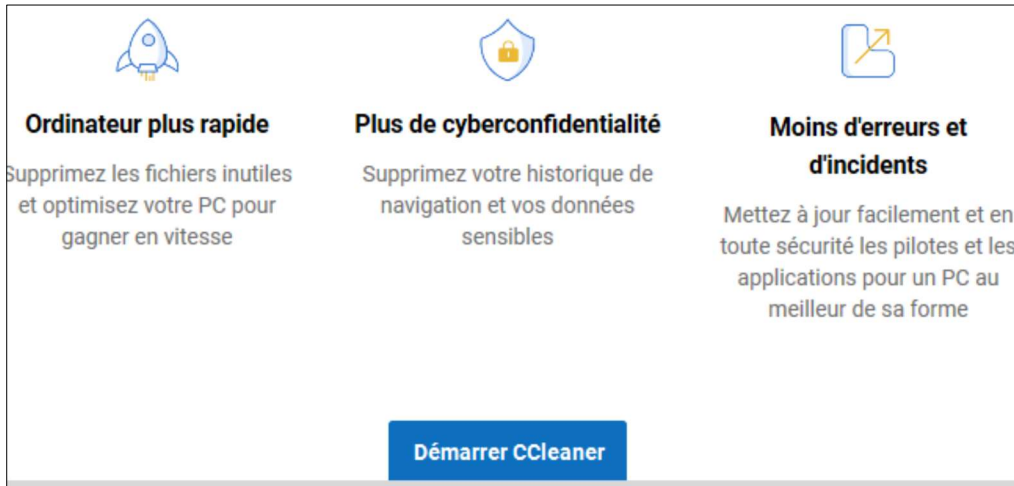 Ordinateur plus rapide
Supprimez les fichiers inutiles
et optimisez votre PC pour
gagner en vitesse
Plus de cyberconfidentialité
Supprimez votre historique de
navigation et vos données
sensibles
Moins d'erreurs et
d'incidents
Mettez à jour facilement et en
toute sécurité les pilotes et les
applications pour un PC au
meilleur de sa forme
Démarrer CCleaner